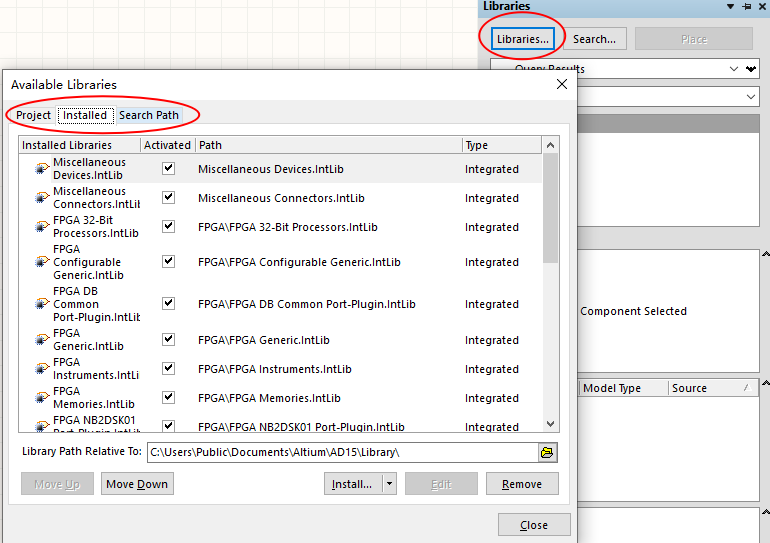 Libraries
Libraries... Search... Place
Query Results
Available Libraries
Project Installed Search Path
Installed Libraries Activated Path Type
Miscellaneous
Devices.IntLib Miscellaneous Devices.IntLib Integrated
Miscellaneous
Connectors.IntLib Miscellaneous Connectors.IntLib Integrated
FPGA 32-Bit
Processors.IntLib FPGA\FPGA 32-Bit Processors.IntLib Integrated
FPGA
Configurable
Generic.IntLib FPGA\FPGA Configurable Generic.IntLib Integrated
FPGA DB
Common
Port-Plugin.IntLib FPGA\FPGA DB Common Port-Plugin.IntLib Integrated
FPGA
Generic.IntLib FPGA\FPGA Generic.IntLib Integrated
FPGA
Instruments.IntLi FPGA\FPGA Instruments.IntLib Integrated
FPGA
Memories.IntLib FPGA\FPGA Memories.IntLib Integrated
FPGA NB2DSK01
Port-Plugin.IntLib FPGA\FPGA NB2DSK01 Port-Plugin.IntLib Integrated
Component Selected
Model Type Source
Library Path Relative To: C:\Users\Public\Documents\Altium\AD15\Library\
Move Up Move Down Install... Edit Remove
Close